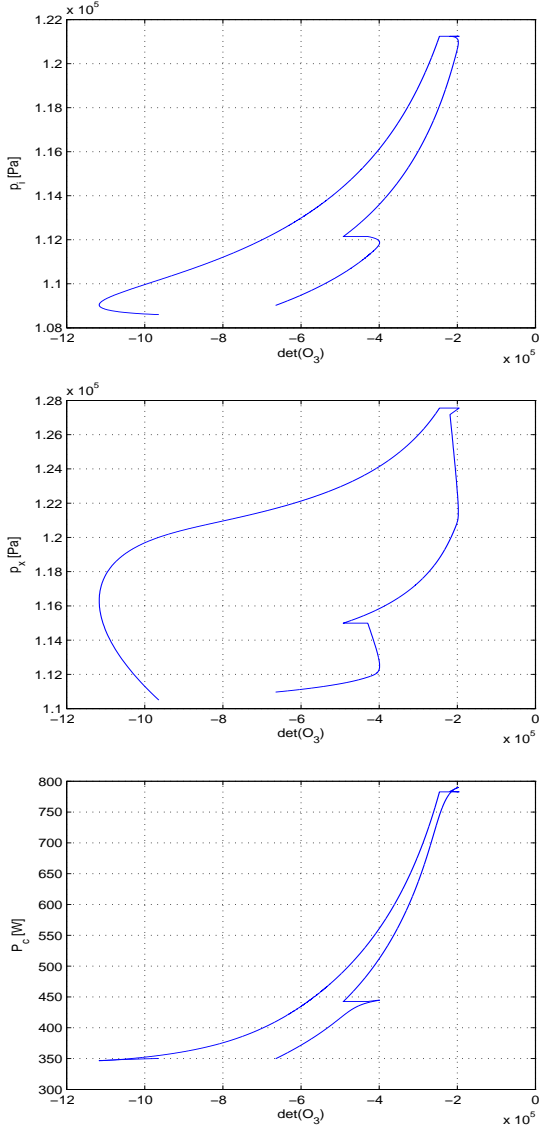 x 10^5
1.22
1.2
1.18
1.16
1.14
1.12
1.1
1.08
p_i [Pa]
−12 −10 −8 −6 −4 −2 0
det(O_3)
x 10^5
x 10^5
1.28
1.26
1.24
1.22
1.2
1.18
1.16
1.14
1.12
1.1
p_x [Pa]
−12 −10 −8 −6 −4 −2 0
det(O_3)
x 10^5
800
750
700
650
600
550
500
450
400
350
300
P_c [W]
−12 −10 −8 −6 −4 −2 0
det(O_3)
x 10^5